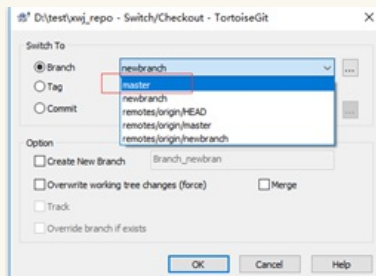 D:\test\xwj_repo - Switch/Checkout - TortoiseGit
Switch To
Branch
newbranch
...
master
newbranch
remotes/origin/HEAD
remotes/origin/master
remotes/origin/newbranch
Tag
Commit
...
Option
Create New Branch
Branch_newbran
Overwrite working tree changes (force)
Merge
Track
Override branch if exists
OK
Cancel
Help